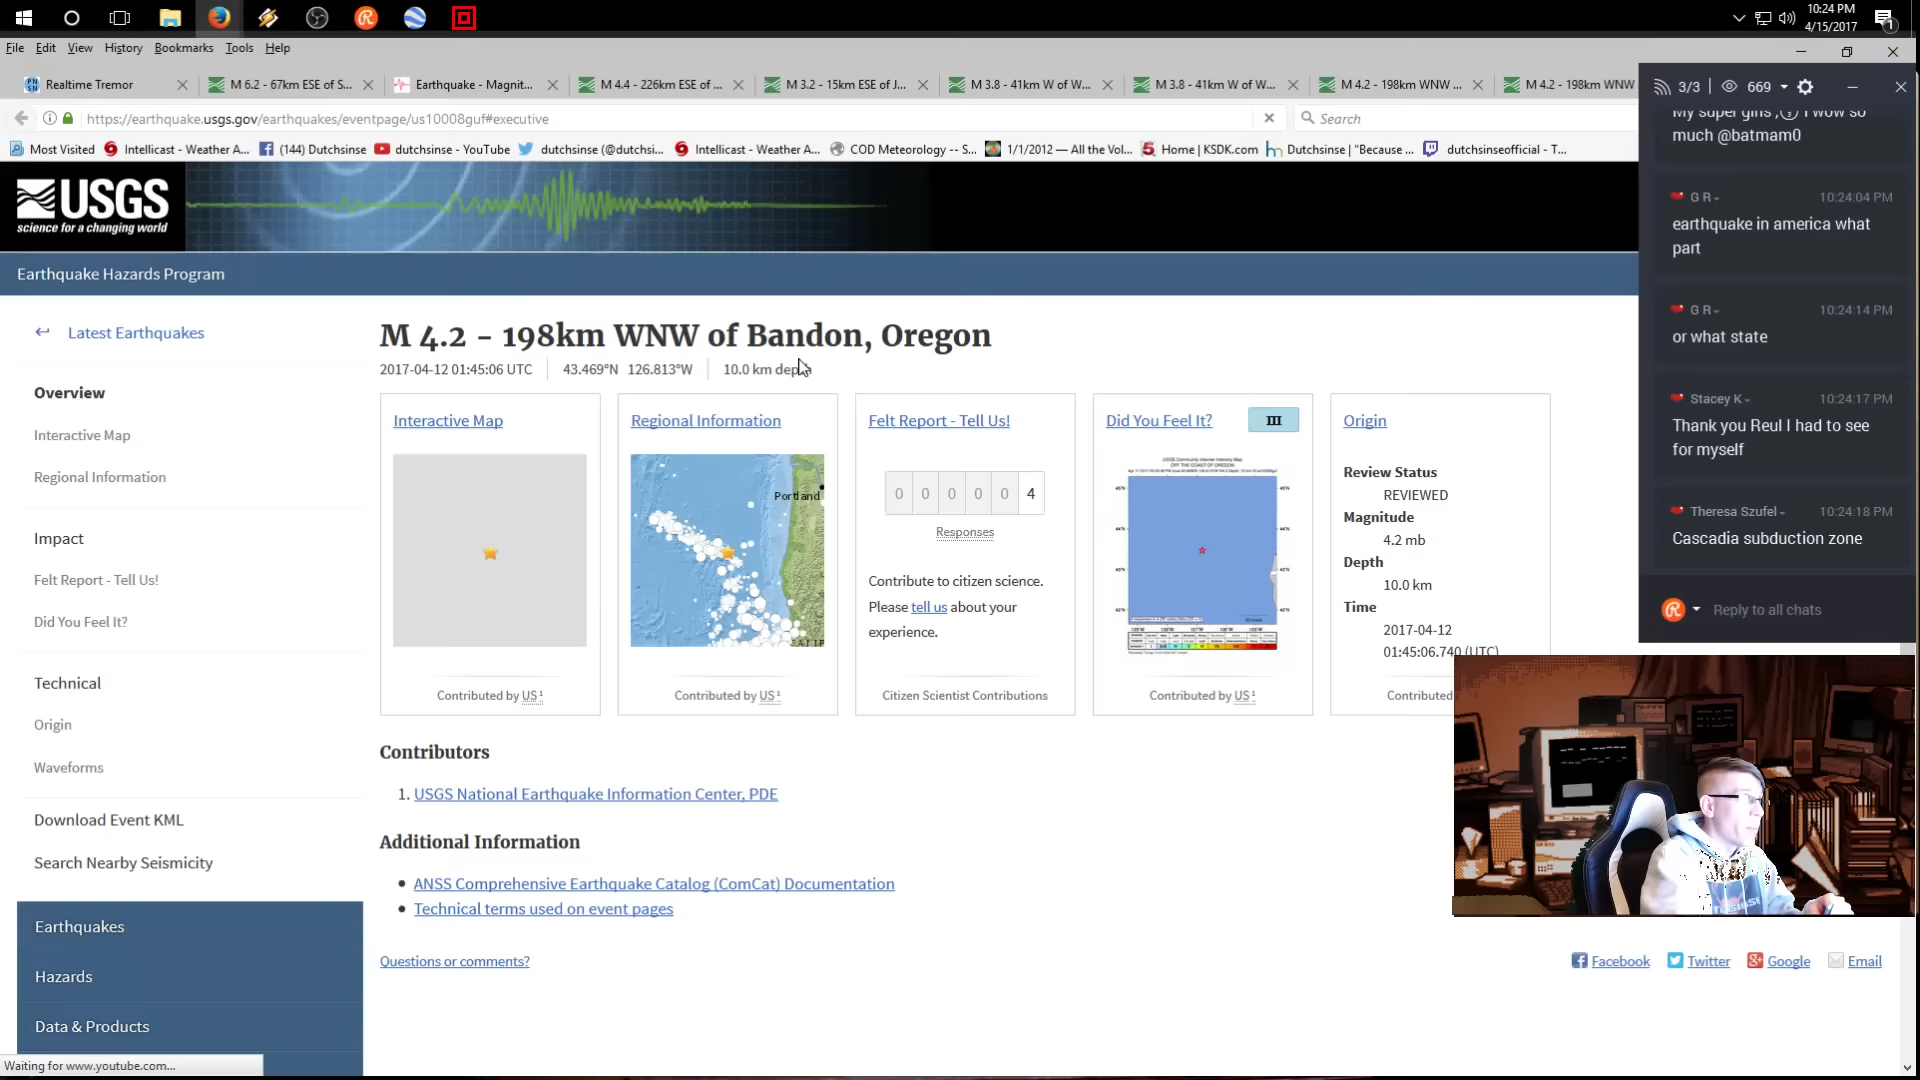 10:24 PM
4/15/2017
1
File Edit View History Bookmarks Tools Help
Realtime Tremor
M 6.2 - 67km ESE of S...
Earthquake - Magnit...
M 4.4 - 226km ESE of ...
M 3.2 - 15km ESE of J...
M 3.8 - 41km W of W...
M 3.8 - 41km W of W...
M 4.2 - 198km WNW ...
M 4.2 - 198km WNW
https://earthquake.usgs.gov/earthquakes/eventpage/us10008guf#executive
Search
Most Visited
Intellicast - Weather A...
(144) Dutchsinse
dutchsinse - YouTube
dutchsinse (@dutchsi...
Intellicast - Weather A...
COD Meteorology -- S...
1/1/2012 — All the Vol...
Home | KSDK.com
Dutchsinse | "Because ...
dutchsinseofficial - T...
USGS
science for a changing world
Earthquake Hazards Program
Latest Earthquakes
Overview
Interactive Map
Regional Information
Impact
Felt Report - Tell Us!
Did You Feel It?
Technical
Origin
Waveforms
Download Event KML
Search Nearby Seismicity
Earthquakes
Hazards
Data & Products
M 4.2 - 198km WNW of Bandon, Oregon
2017-04-12 01:45:06 UTC 43.469°N 126.813°W 10.0 km depth
Interactive Map
Contributed by US 1
Regional Information
Portland
Contributed by US 1
Felt Report - Tell Us!
0 0 0 0 0 4
Responses
Contribute to citizen science.
Please tell us about your
experience.
Citizen Scientist Contributions
Did You Feel It?
III
Contributed by US 1
Origin
Review Status
REVIEWED
Magnitude
4.2 mb
Depth
10.0 km
Time
2017-04-12
01:45:06.740 (UTC)
Contributed
Contributors
1. USGS National Earthquake Information Center, PDE
Additional Information
ANSS Comprehensive Earthquake Catalog (ComCat) Documentation
Technical terms used on event pages
Questions or comments?
Facebook Twitter Google Email
Waiting for www.youtube.com...
3/3 669
My super girls I wow so
much @batmam0
G R 10:24:04 PM
earthquake in america what
part
G R 10:24:14 PM
or what state
Stacey K 10:24:17 PM
Thank you Reul I had to see
for myself
Theresa Szufel 10:24:18 PM
Cascadia subduction zone
Reply to all chats